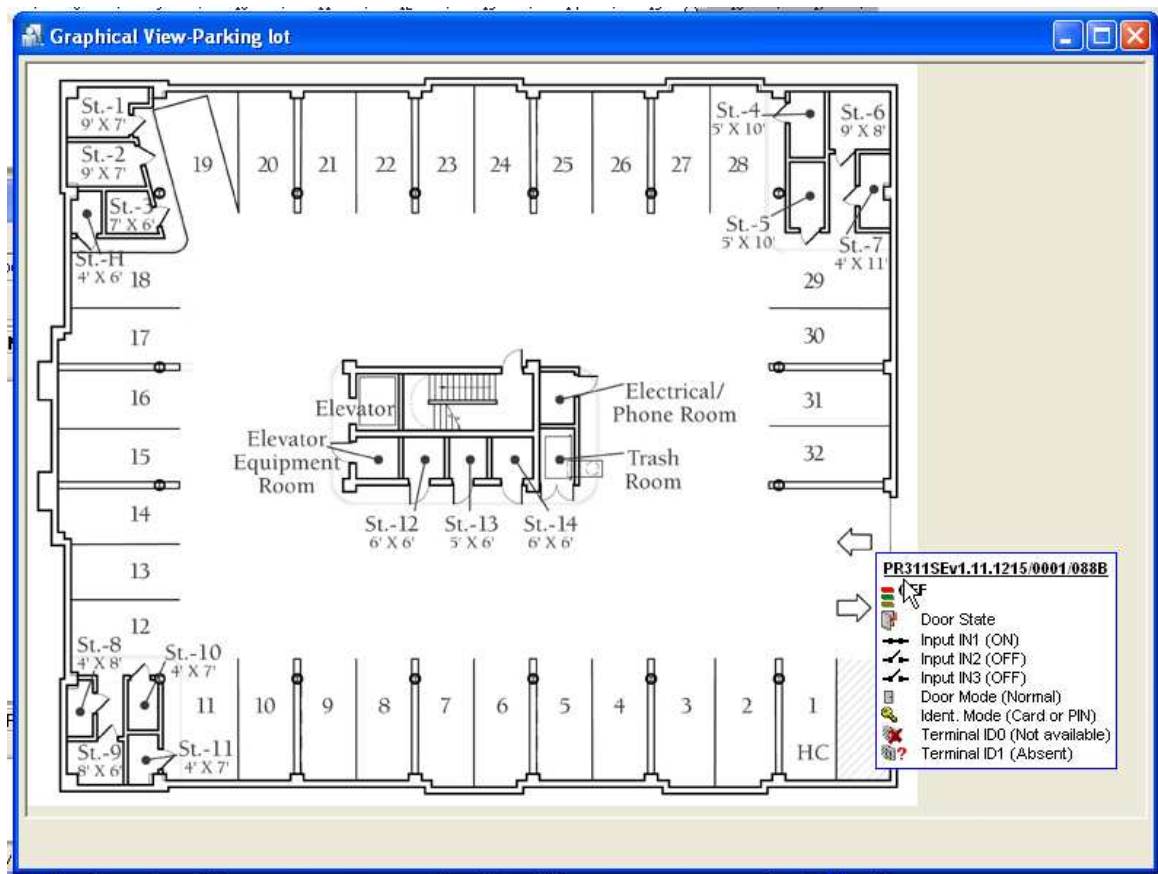 Graphical View-Parking lot
St.-1
9' X 7'
St.-2
9' X 7'
St.-3
7' X 6'
St.-H
4' X 6'
19
20
21
22
23
24
25
26
27
28
St.-4
5' X 10'
St.-5
5' X 10'
St.-6
9' X 8'
St.-7
4' X 11'
18
17
16
15
14
13
12
29
30
31
32
Elevator
Elevator
Equipment
Room
Electrical/
Phone Room
Trash
Room
St.-12
6' X 6'
St.-13
5' X 6'
St.-14
6' X 6'
St.-8
4' X 8'
St.-10
4' X 7'
St.-9
8' X 6'
St.-11
4' X 7'
11
10
9
8
7
6
5
4
3
2
1
HC
PR311SEv1.11.1215/0001/088B
Door State
Input IN1 (ON)
Input IN2 (OFF)
Input IN3 (OFF)
Door Mode (Normal)
Ident. Mode (Card or PIN)
Terminal ID0 (Not available)
Terminal ID1 (Absent)